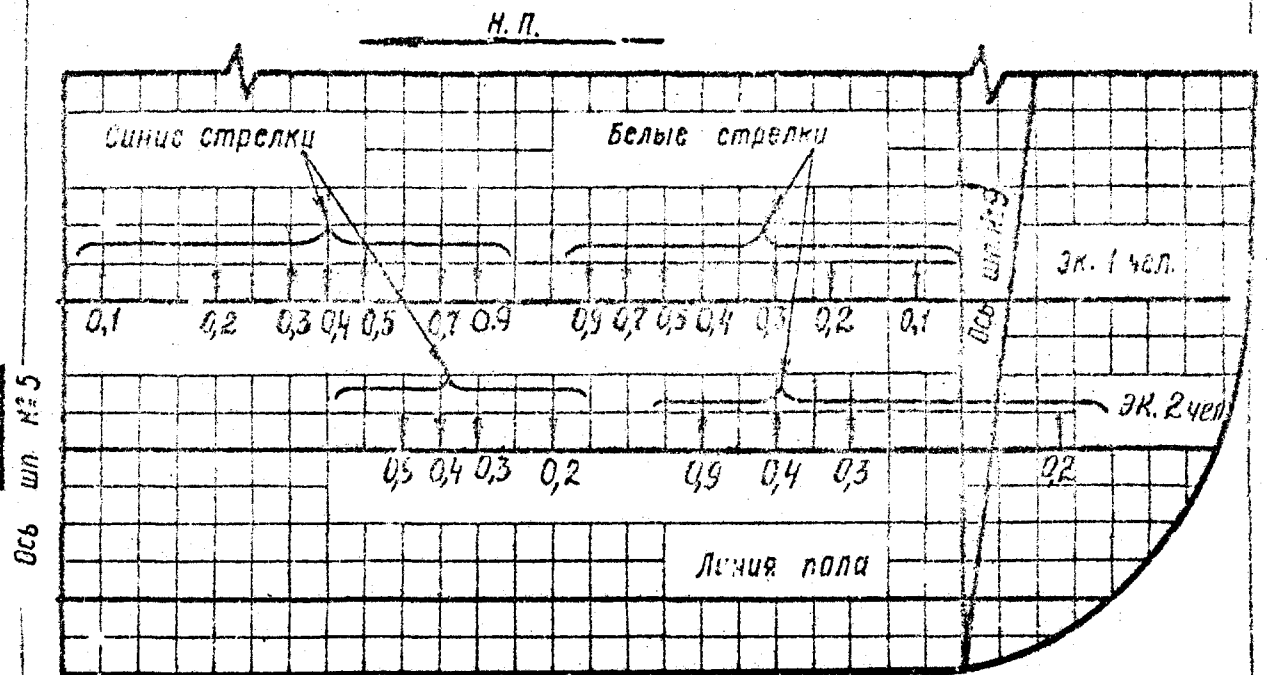 Н. П.
Синие стрелки
Белые стрелки
Ось шп. №9
Эк. 1 чел.
0,1 0,2 0,3 0,4 0,5 0,7 0.9 0,9 0,7 0,5 0,4 0,3 0,2 0,1
Эк. 2 чел.
0,5 0,4 0,3 0,2 0,9 0,4 0,3 0,2
Ось шп. №5
Линия пола